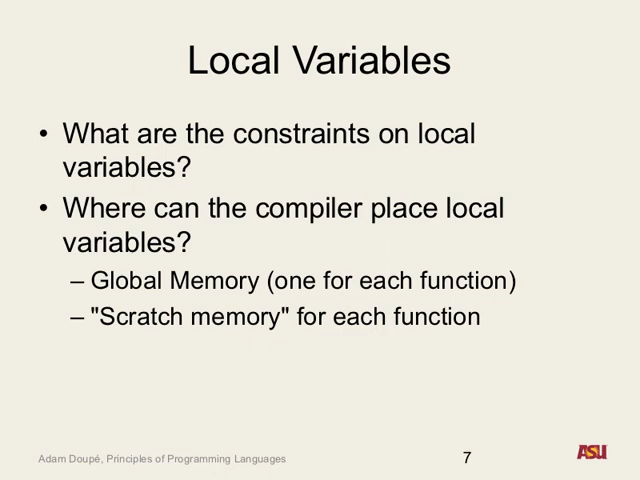 Local Variables
• What are the constraints on local
variables?
• Where can the compiler place local
variables?
– Global Memory (one for each function)
– "Scratch memory" for each function
Adam Doupé, Principles of Programming Languages
7
ASU